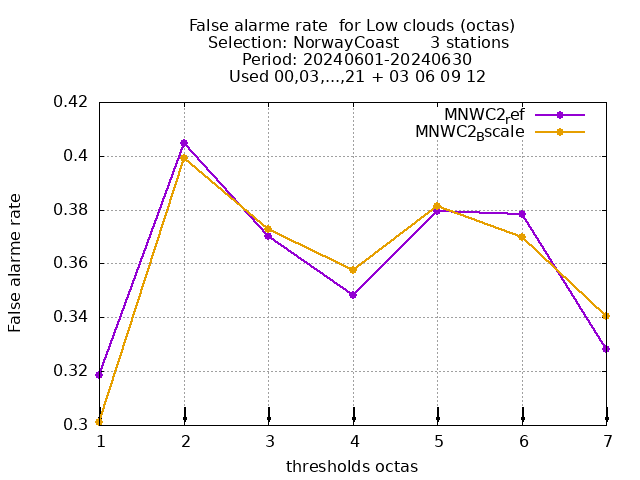 False alarme rate  for Low clouds (octas)
Selection: NorwayCoast      3 stations
Period: 20240601-20240630
Used 00,03,...,21 + 03 06 09 12
MNWC2ref
MNWC2Bscale
0.42
0.4
0.38
0.36
0.34
0.32
0.3
False alarme rate
1 2 3 4 5 6 7
thresholds octas